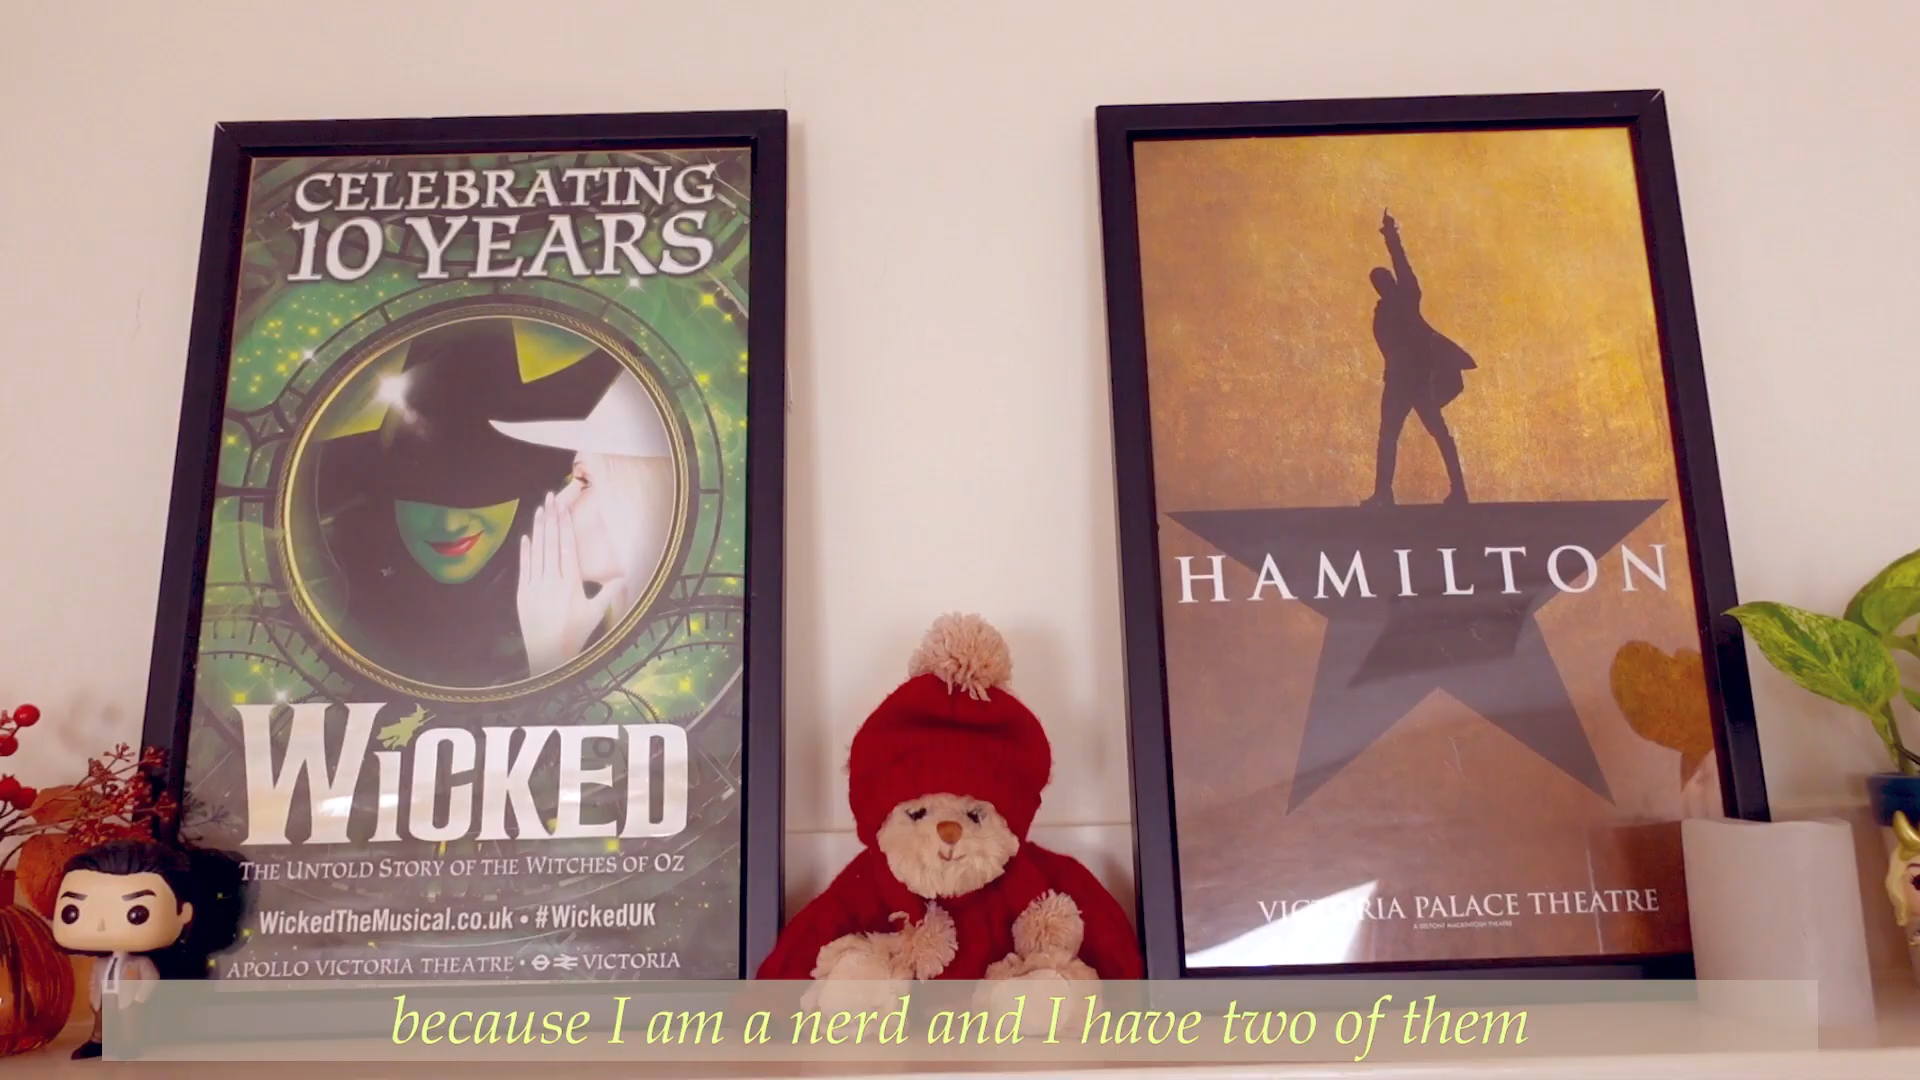 CELEBRATING
10 YEARS
WICKED
THE UNTOLD STORY OF THE WITCHES OF OZ
WickedTheMusical.co.uk • #WickedUK
APOLLO VICTORIA THEATRE • VICTORIA
HAMILTON
VICTORIA PALACE THEATRE
because I am a nerd and I have two of them